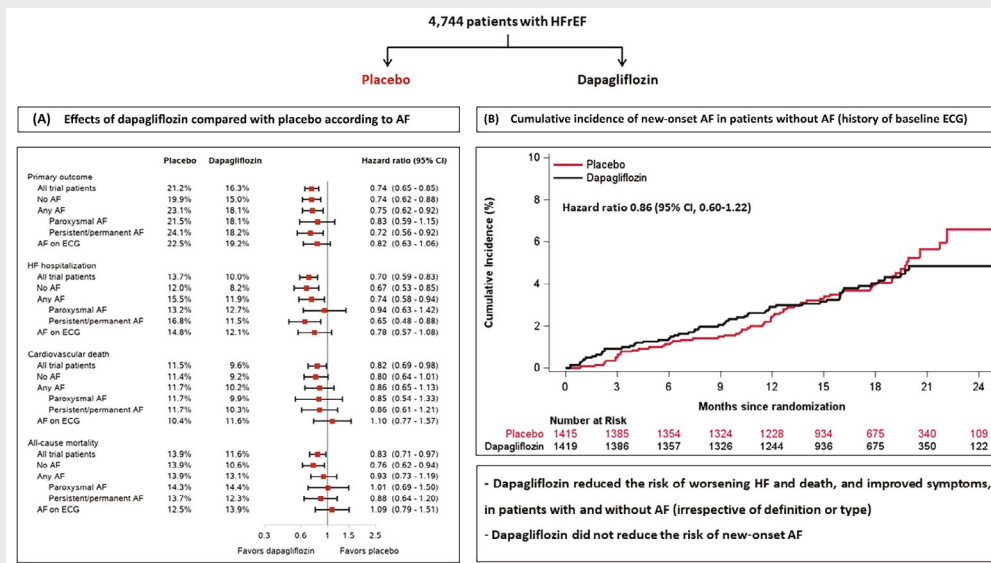 4,744 patients with HFrEF
Placebo
Dapagliflozin
(A) Effects of dapagliflozin compared with placebo according to AF
Placebo Dapagliflozin Hazard ratio (95% CI)
Primary outcome
All trial patients 21.2% 16.3% 0.74 (0.65 - 0.85)
No AF 19.9% 15.0% 0.74 (0.62 - 0.88)
Any AF 23.1% 18.1% 0.75 (0.62 - 0.92)
Paroxysmal AF 21.5% 18.1% 0.83 (0.59 - 1.15)
Persistent/permanent AF 24.1% 18.2% 0.72 (0.56 - 0.92)
AF on ECG 22.5% 19.2% 0.82 (0.63 - 1.06)
HF hospitalization
All trial patients 13.7% 10.0% 0.70 (0.59 - 0.83)
No AF 12.0% 8.2% 0.67 (0.53 - 0.85)
Any AF 15.5% 11.9% 0.74 (0.58 - 0.94)
Paroxysmal AF 13.2% 12.7% 0.94 (0.63 - 1.42)
Persistent/permanent AF 16.8% 11.5% 0.65 (0.48 - 0.88)
AF on ECG 14.8% 12.1% 0.78 (0.57 - 1.08)
Cardiovascular death
All trial patients 11.5% 9.6% 0.82 (0.69 - 0.98)
No AF 11.4% 9.2% 0.80 (0.64 - 1.01)
Any AF 11.7% 10.2% 0.86 (0.65 - 1.13)
Paroxysmal AF 11.7% 9.9% 0.85 (0.54 - 1.33)
Persistent/permanent AF 11.7% 10.3% 0.86 (0.61 - 1.21)
AF on ECG 10.4% 11.6% 1.10 (0.77 - 1.57)
All-cause mortality
All trial patients 13.9% 11.6% 0.83 (0.71 - 0.97)
No AF 13.9% 10.6% 0.76 (0.62 - 0.94)
Any AF 13.9% 13.1% 0.93 (0.73 - 1.19)
Paroxysmal AF 14.3% 14.4% 1.01 (0.69 - 1.50)
Persistent/permanent AF 13.7% 12.3% 0.88 (0.64 - 1.20)
AF on ECG 12.5% 13.9% 1.09 (0.79 - 1.51)
0.3 0.6 1 1.5 2.5
Favors dapagliflozin Favors placebo
(B) Cumulative incidence of new-onset AF in patients without AF (history of baseline ECG)
Placebo
Dapagliflozin
Hazard ratio 0.86 (95% CI, 0.60-1.22)
Cumulative Incidence (%)
10
8
6
4
2
0
0 3 6 9 12 15 18 21 24
Months since randomization
Number at Risk
Placebo 1415 1385 1354 1324 1228 934 675 340 109
Dapagliflozin 1419 1386 1357 1326 1244 936 675 350 122
- Dapagliflozin reduced the risk of worsening HF and death, and improved symptoms,
in patients with and without AF (irrespective of definition or type)
- Dapagliflozin did not reduce the risk of new-onset AF